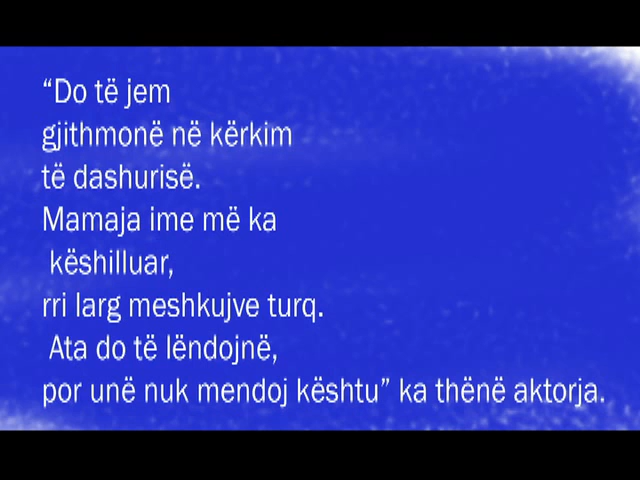 “Do të jem
gjithmonë në kërkim
të dashurisë.
Mamaja ime më ka
këshilluar,
rri larg meshkujve turq.
Ata do të lëndojnë,
por unë nuk mendoj kështu” ka thënë aktorja.